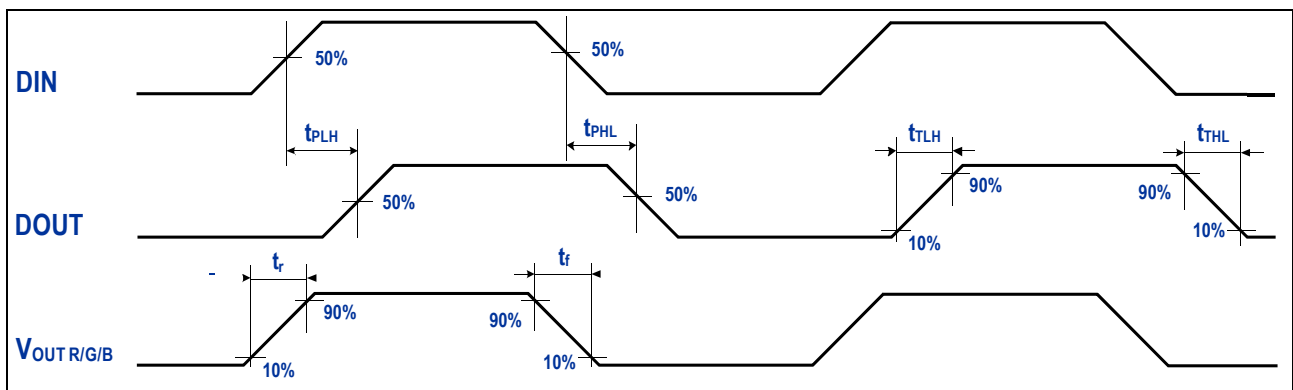 DIN
50%
50%
tPLH
tPHL
tTLH
tTHL
DOUT
50%
50%
90%
90%
10%
10%
tr
tf
VOUT R/G/B
90%
90%
10%
10%